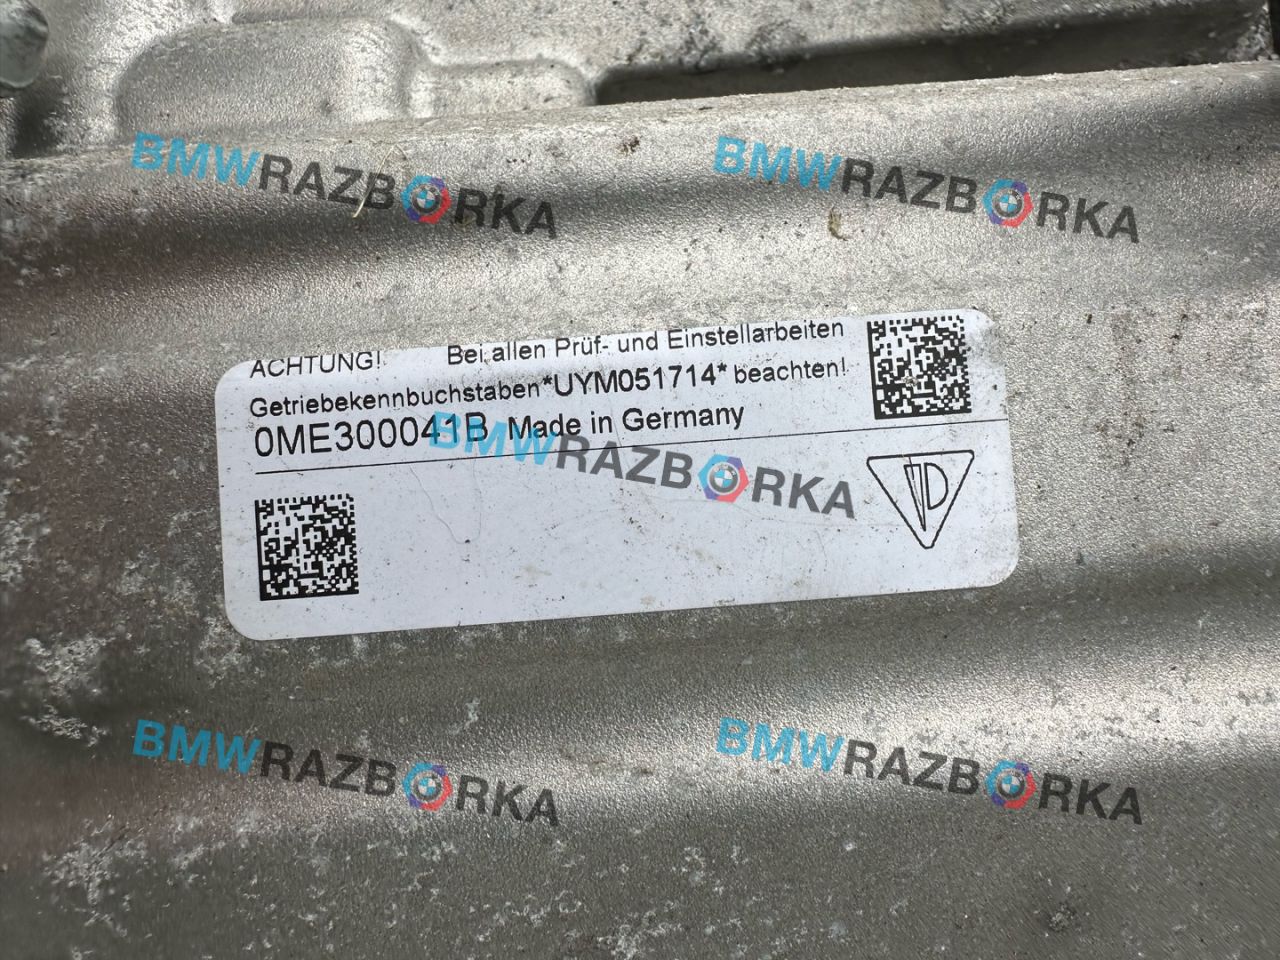 BMWRAZBORKA BMWRAZBORKA
ACHTUNG! Bei allen Prüf- und Einstellarbeiten
Getriebekennbuchstaben*UYM051714* beachten!
0ME300041B Made in Germany
BMWRAZBORKA
BMWRAZBORKA BMWRAZBORKA